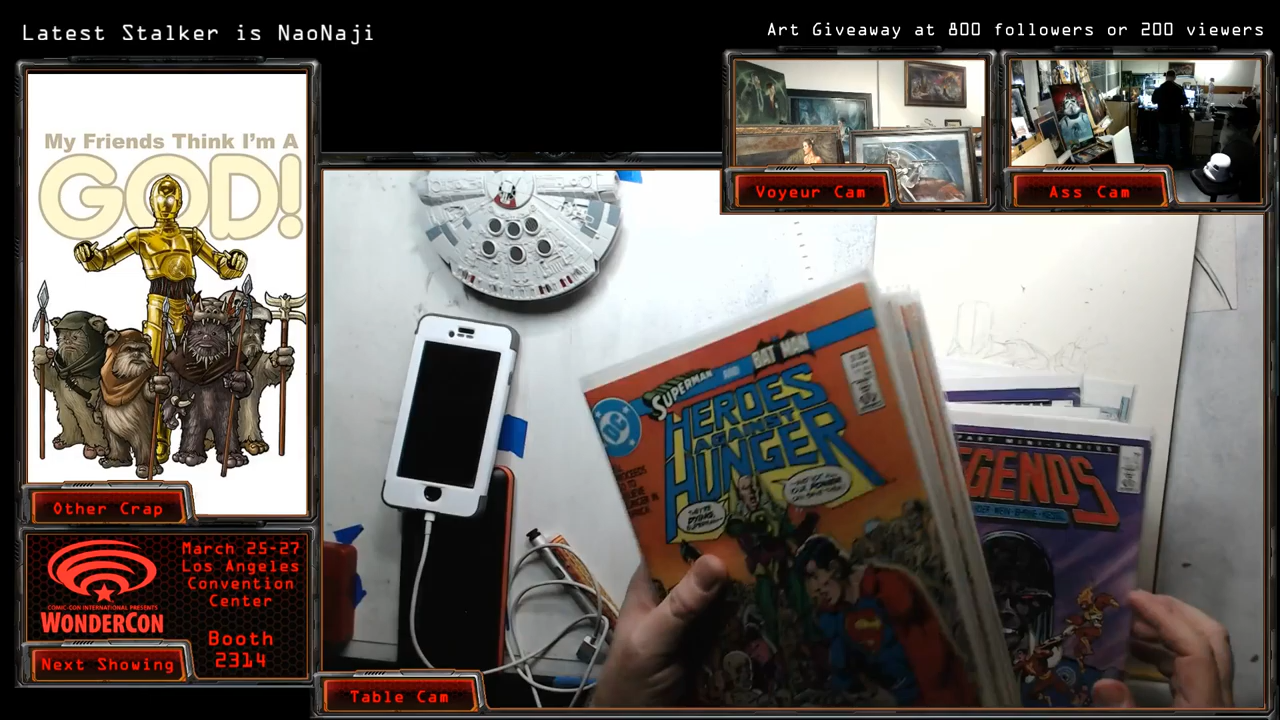 Latest Stalker is NaoNaji
Art Giveaway at 800 followers or 200 viewers
My Friends Think I'm A
GOD!
Other Crap
COMIC-CON INTERNATIONAL PRESENTS
WONDERCON
March 25-27
Los Angeles
Convention
Center
Booth
2314
Next Showing
Voyeur Cam
Ass Cam
SUPERMAN AND BATMAN
DC
HEROES
AGAINST
HUNGER
Table Cam